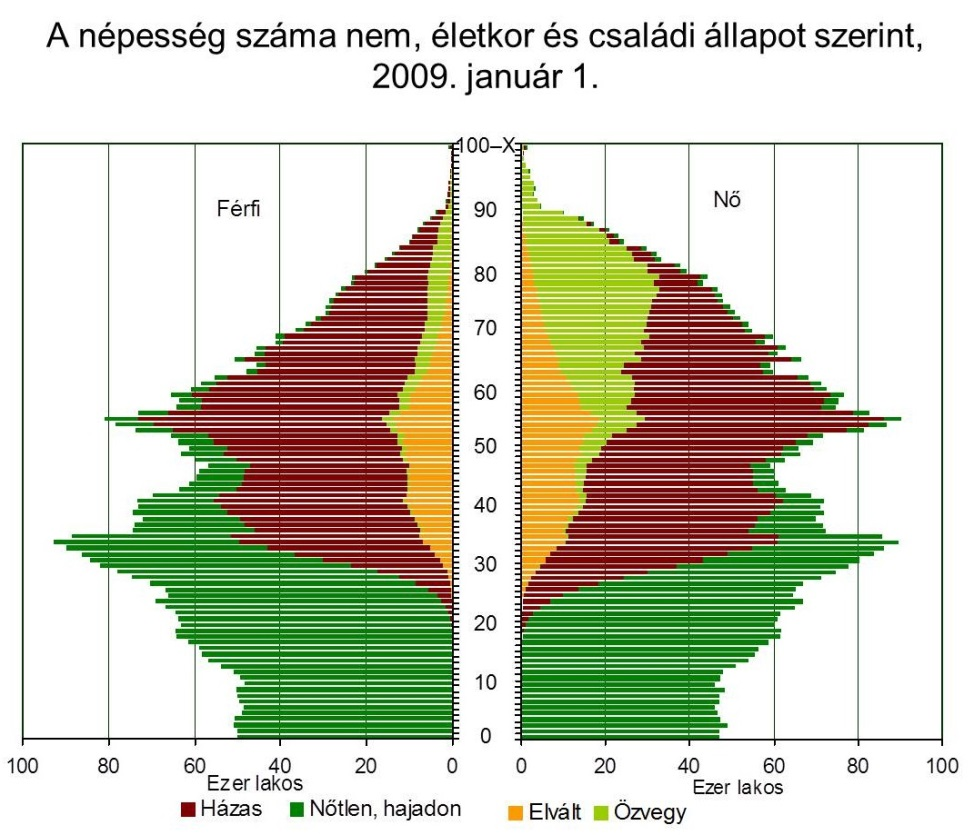 A népesség száma nem, életkor és családi állapot szerint,
2009. január 1.
100–X
Férfi
Nő
90
80
70
60
50
40
30
20
10
0
100 80 60 40 20 0 0 20 40 60 80 100
Ezer lakos Ezer lakos
Házas Nőtlen, hajadon Elvált Özvegy